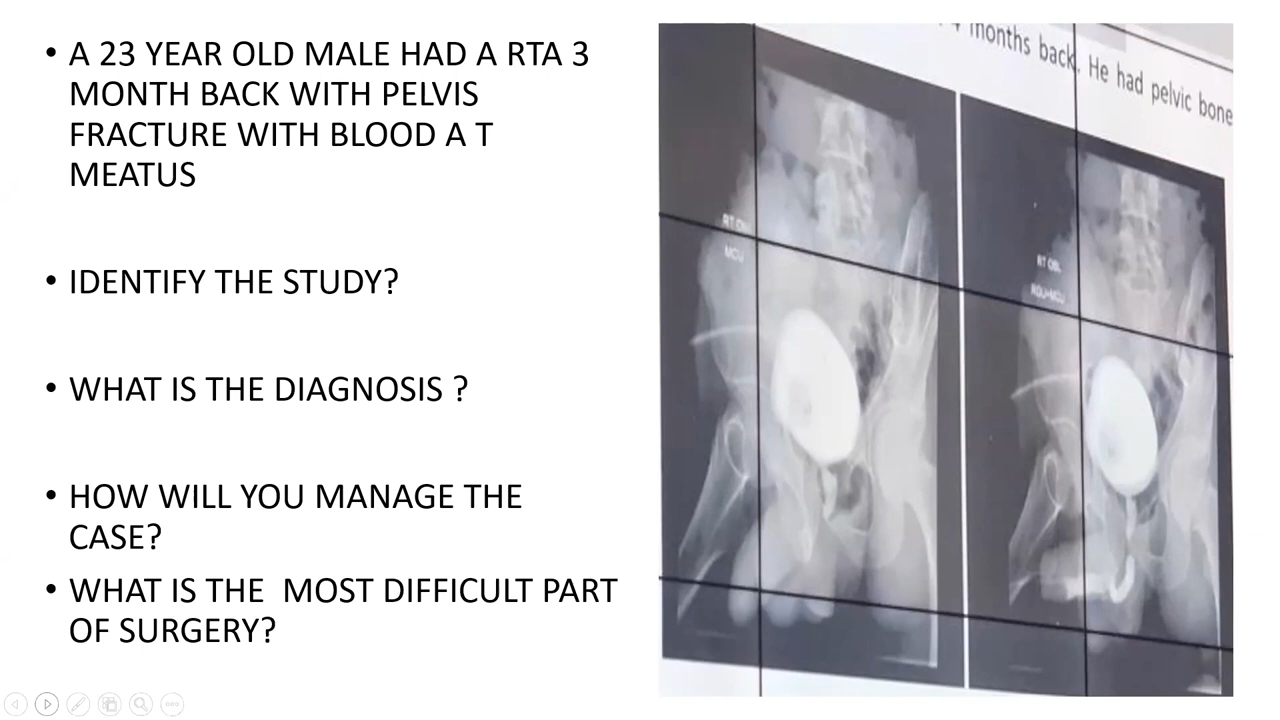 • A 23 YEAR OLD MALE HAD A RTA 3
MONTH BACK WITH PELVIS
FRACTURE WITH BLOOD A T
MEATUS
• IDENTIFY THE STUDY?
• WHAT IS THE DIAGNOSIS ?
• HOW WILL YOU MANAGE THE
CASE?
• WHAT IS THE  MOST DIFFICULT PART
OF SURGERY?
4 months back. He had pelvic bone
RT OBL
MCU
RT OBL
RGU+MCU